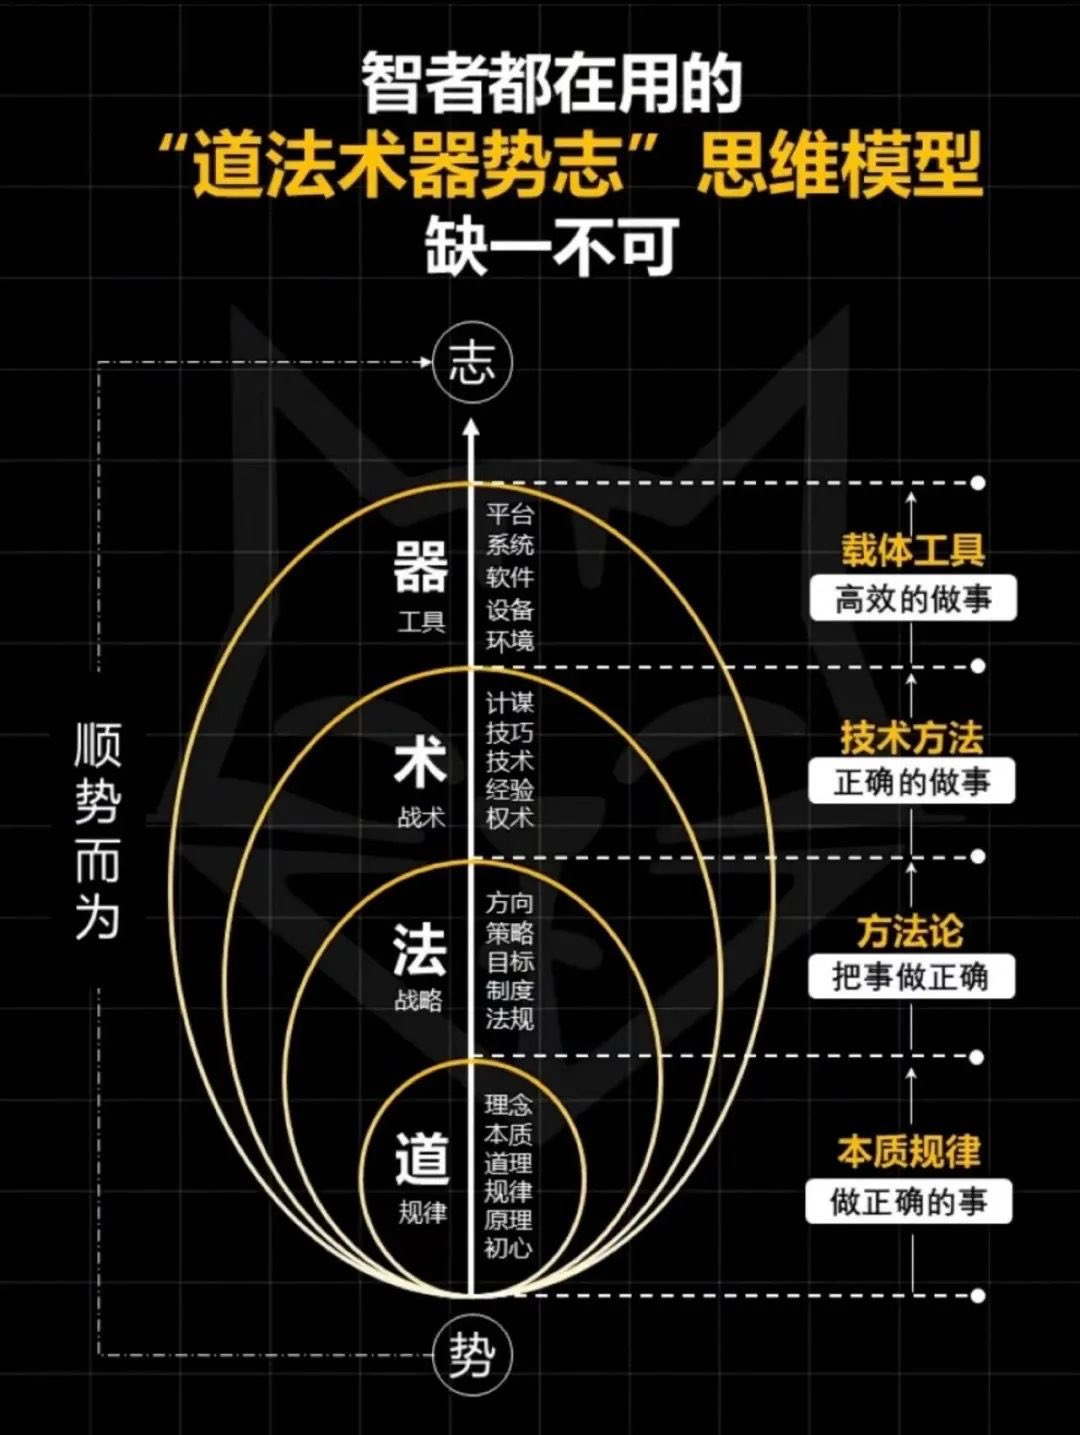 智者都在用的
“道法术器势志”思维模型
缺一不可
志
器
工具
平台
系统
软件
设备
环境
载体工具
高效的做事
术
战术
计谋
技巧
技术
经验
权术
技术方法
正确的做事
顺势而为
法
战略
方向
策略
目标
制度
法规
方法论
把事做正确
道
规律
理念
本质
道理
规律
原理
初心
本质规律
做正确的事
势